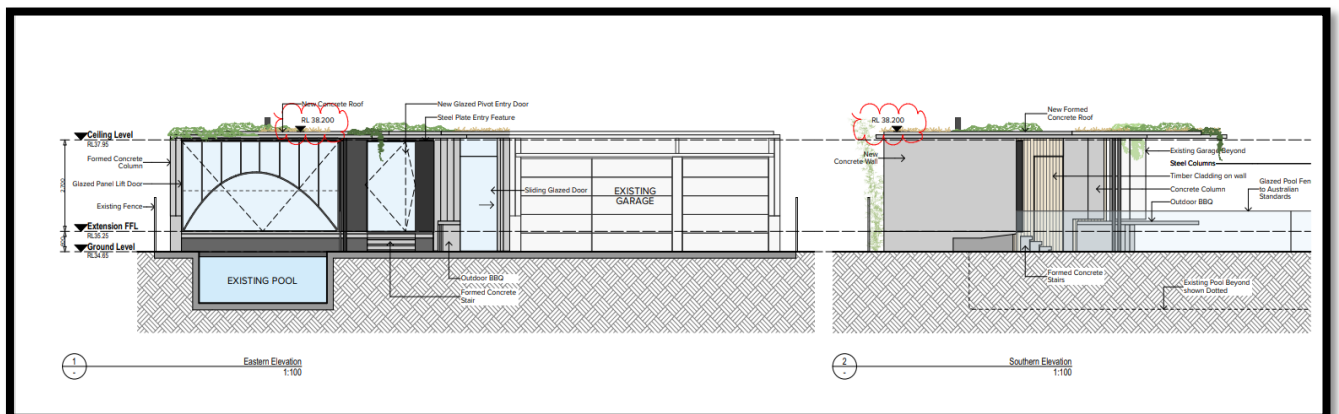 New Concrete Roof
RL 38.200
New Glazed Pivot Entry Door
Steel Plate Entry Feature
Ceiling Level
RL37.95
Formed Concrete
Column
Glazed Panel Lift Door
2,700
Existing Fence
Sliding Glazed Door
EXISTING
GARAGE
Extension FFL
RL35.25
600
Ground Level
RL34.65
EXISTING POOL
Outdoor BBQ
Formed Concrete
Stair
1
-
Eastern Elevation
1:100
RL 38.200
New Formed
Concrete Roof
New
Concrete Wall
Existing Garage Beyond
Steel Columns
Timber Cladding on wall
Concrete Column
Glazed Pool Fen
to Australian
Standards
Outdoor BBQ
Formed Concrete
Stairs
Existing Pool Beyond
shown Dotted
2
-
Southern Elevation
1:100